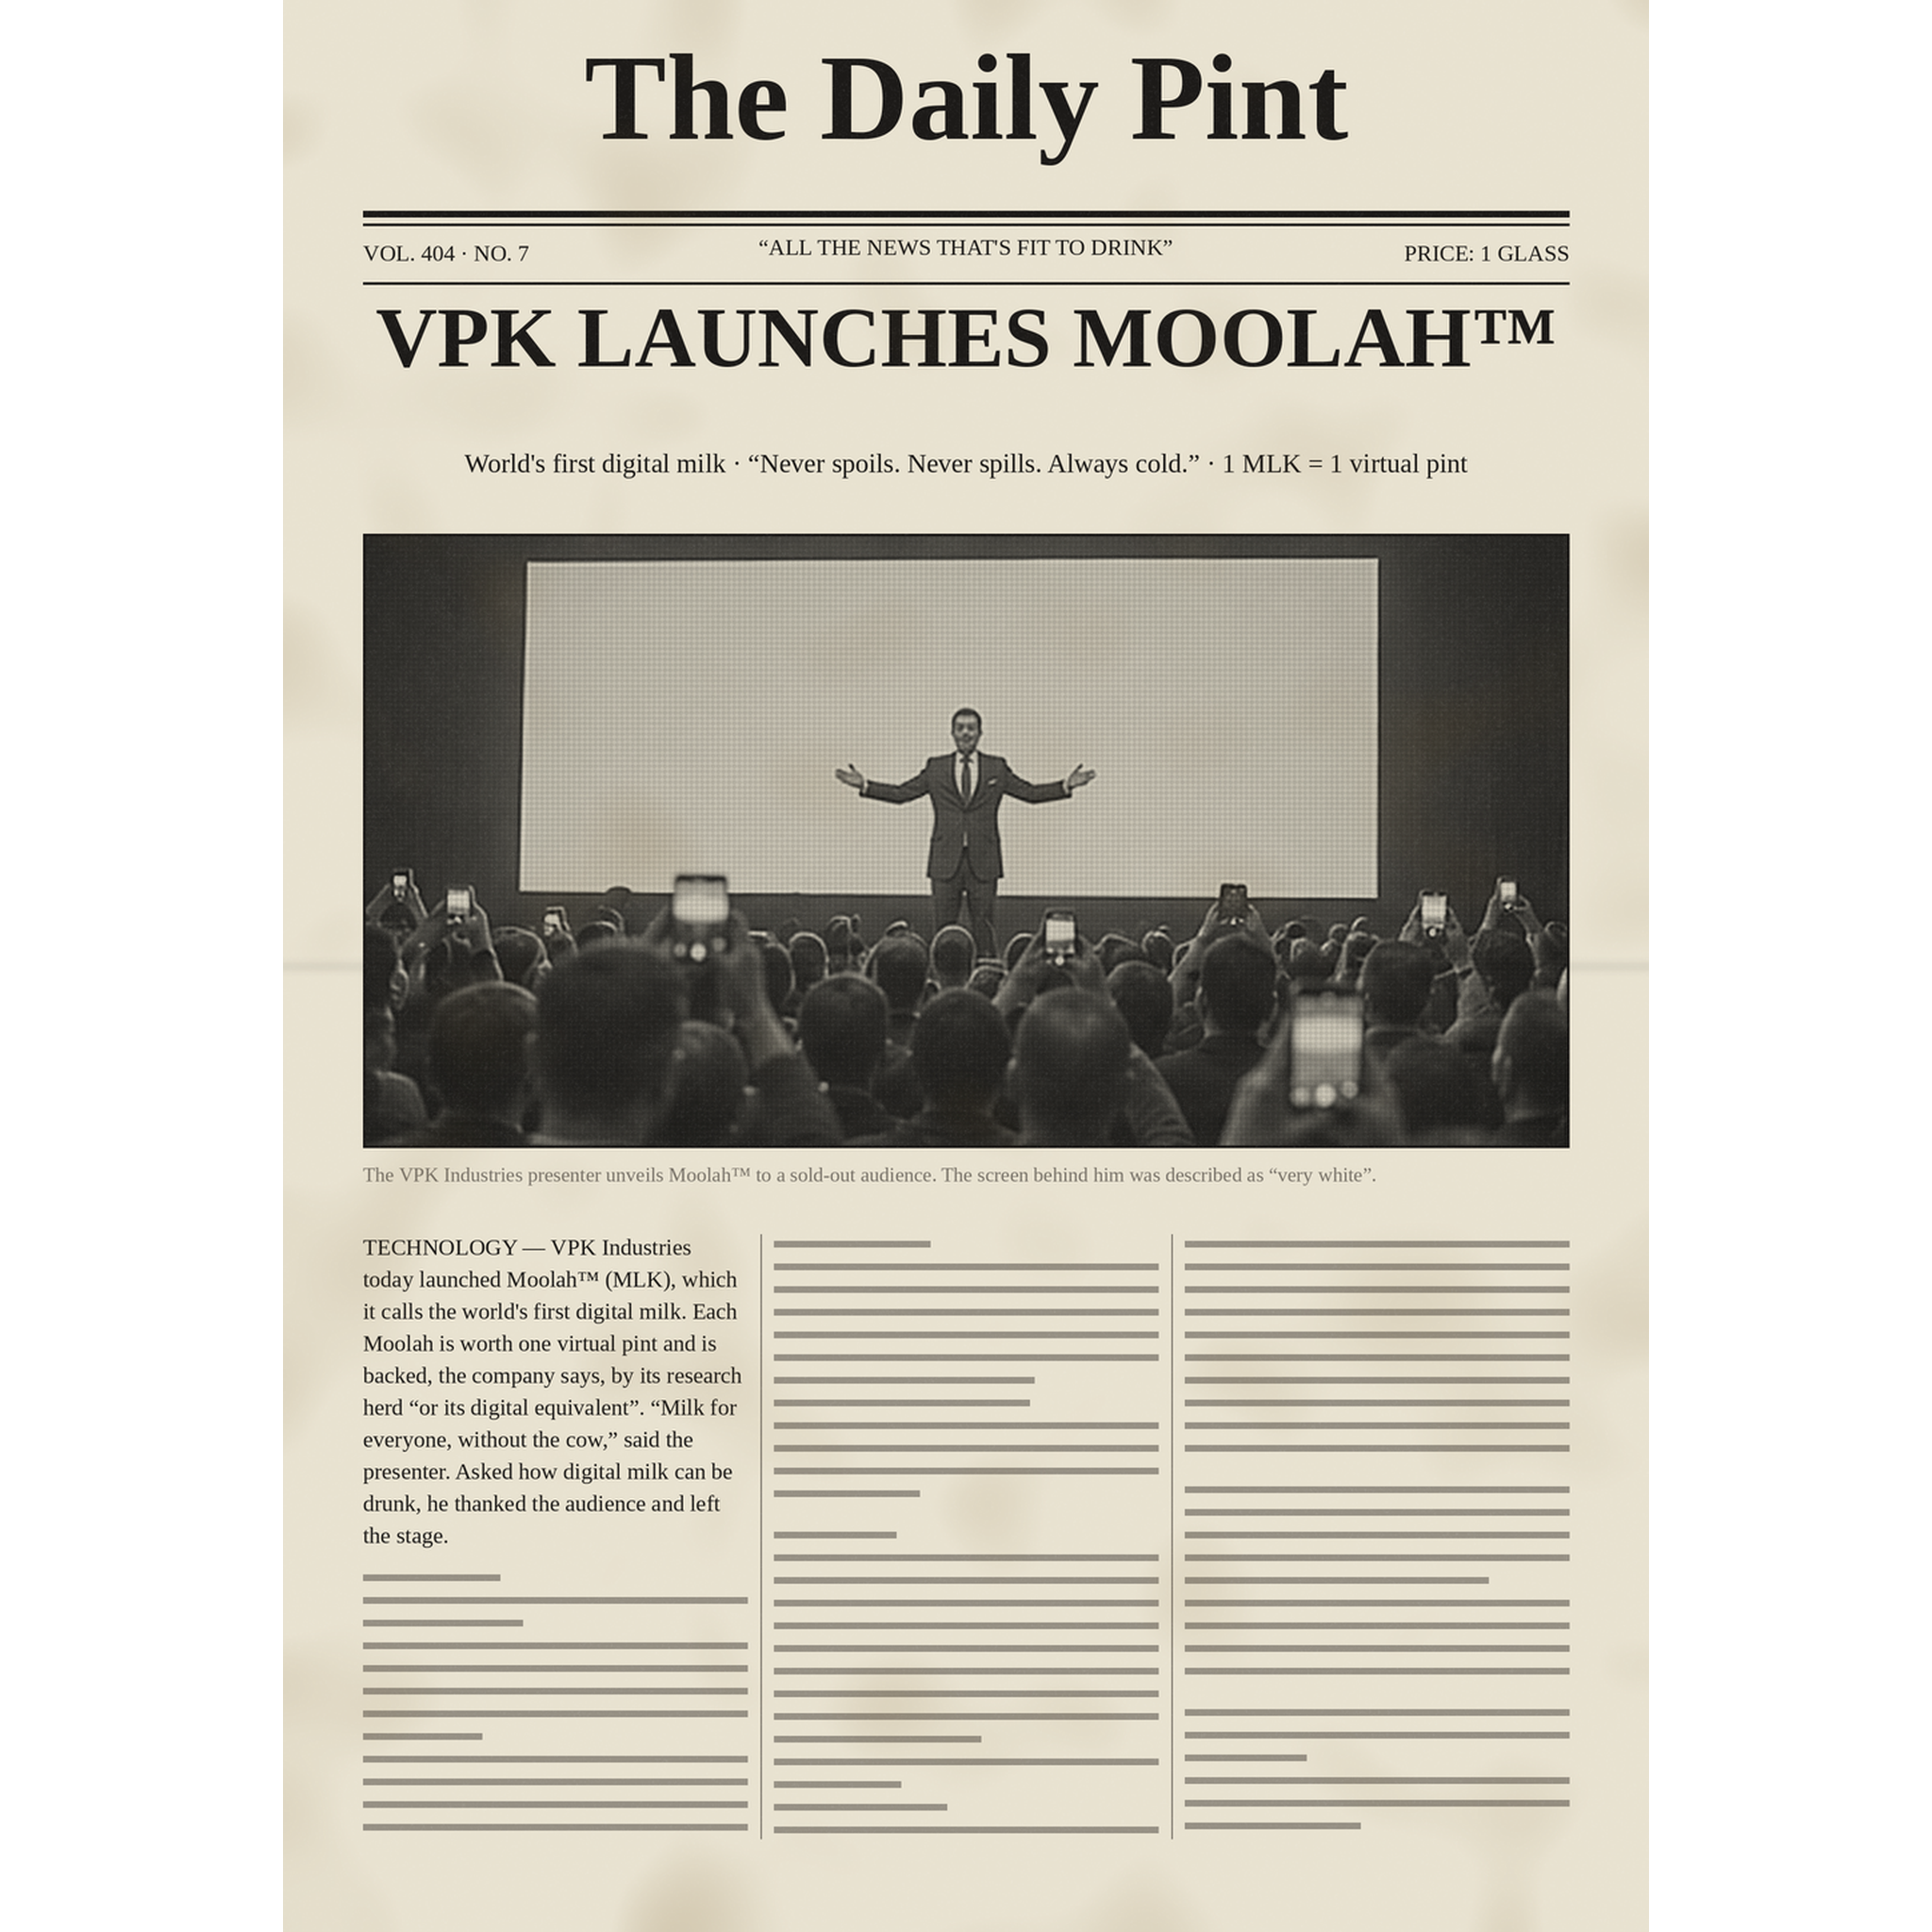 The Daily Pint
VOL. 404 · NO. 7
“ALL THE NEWS THAT'S FIT TO DRINK”
PRICE: 1 GLASS
VPK LAUNCHES MOOLAH™
World's first digital milk · “Never spoils. Never spills. Always cold.” · 1 MLK = 1 virtual pint
The VPK Industries presenter unveils Moolah™ to a sold-out audience. The screen behind him was described as “very white”.
TECHNOLOGY — VPK Industries
today launched Moolah™ (MLK), which
it calls the world's first digital milk. Each
Moolah is worth one virtual pint and is
backed, the company says, by its research
herd “or its digital equivalent”. “Milk for
everyone, without the cow,” said the
presenter. Asked how digital milk can be
drunk, he thanked the audience and left
the stage.